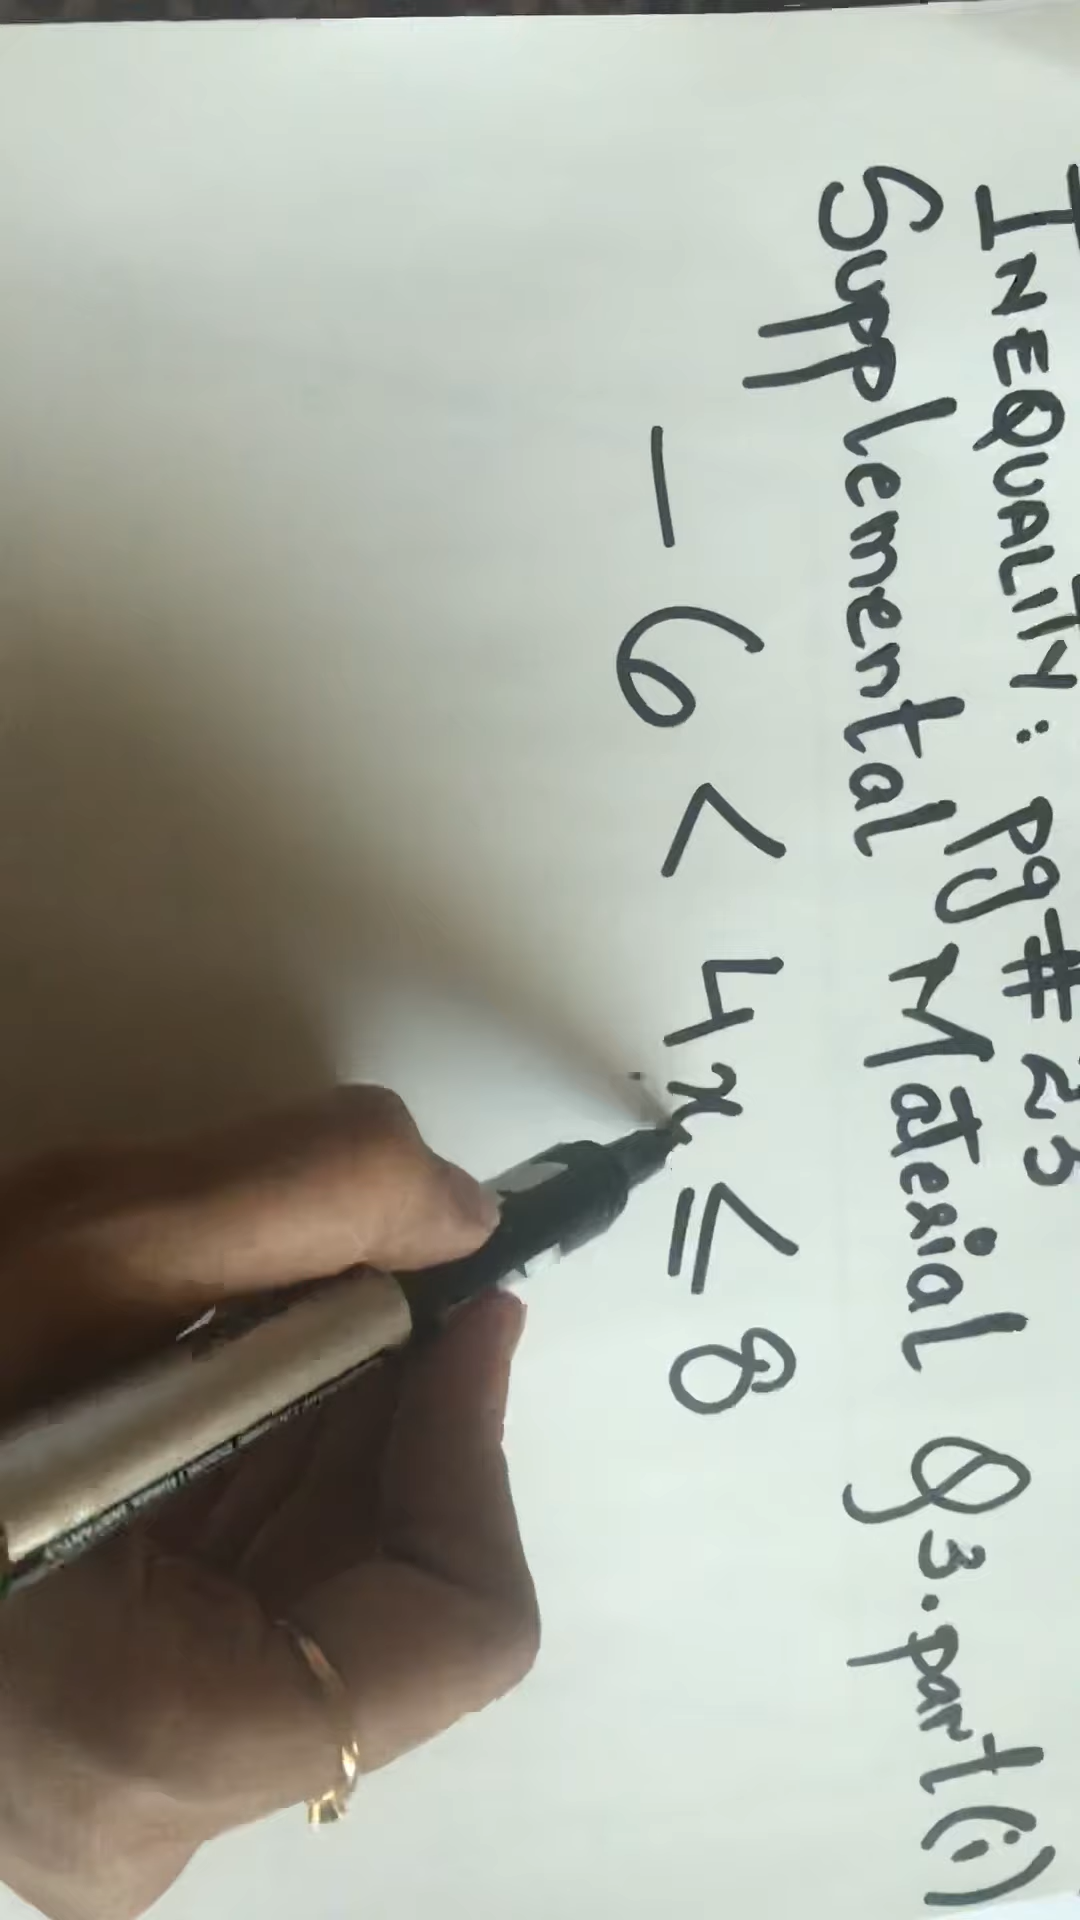 INEQUALITY: pg # 23
Supplemental Material Q3.part(i)
-6 < 4x ≤ 8